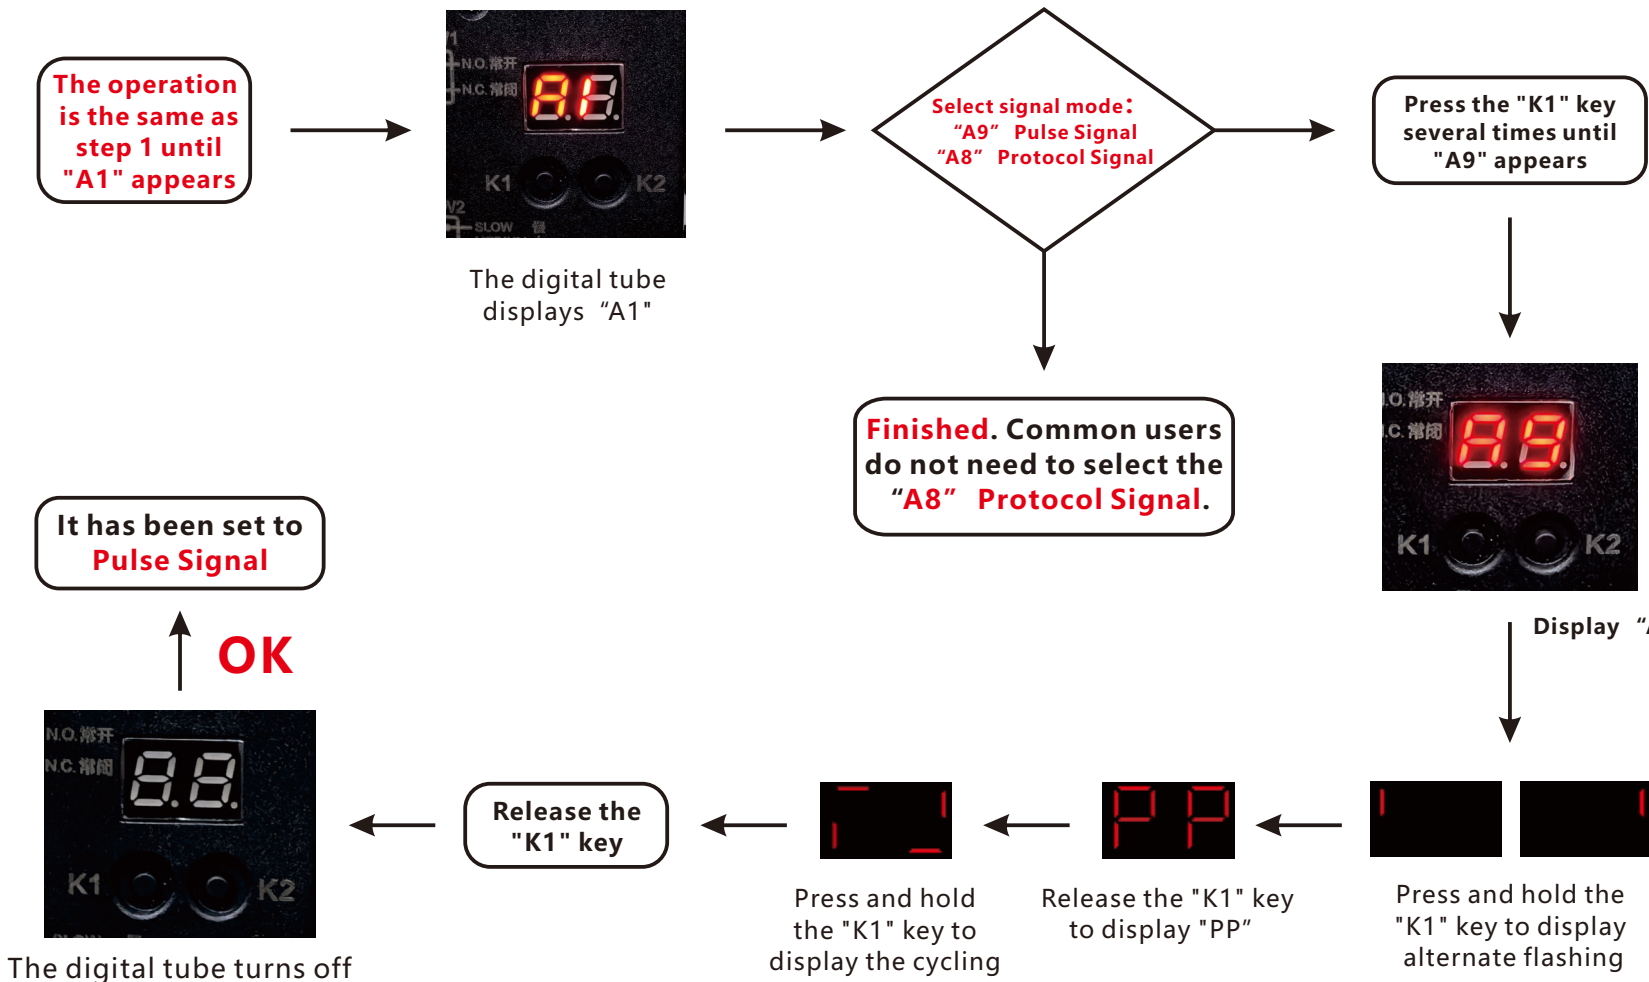 The operation
is the same as
step 1 until
"A1" appears
N.O.常开
N.C.常闭
A1
K1
K2
SLOW 慢
The digital tube
displays “A1"
Select signal mode:
“A9” Pulse Signal
“A8” Protocol Signal
Press the "K1" key
several times until
"A9" appears
Finished. Common users
do not need to select the
“A8” Protocol Signal.
.O.常开
.C.常闭
A9
K1
K2
Display “A
It has been set to
Pulse Signal
OK
N.O.常开
N.C.常闭
K1
K2
The digital tube turns off
Release the
"K1" key
Press and hold
the "K1" key to
display the cycling
PP
Release the "K1" key
to display "PP”
Press and hold the
"K1" key to display
alternate flashing